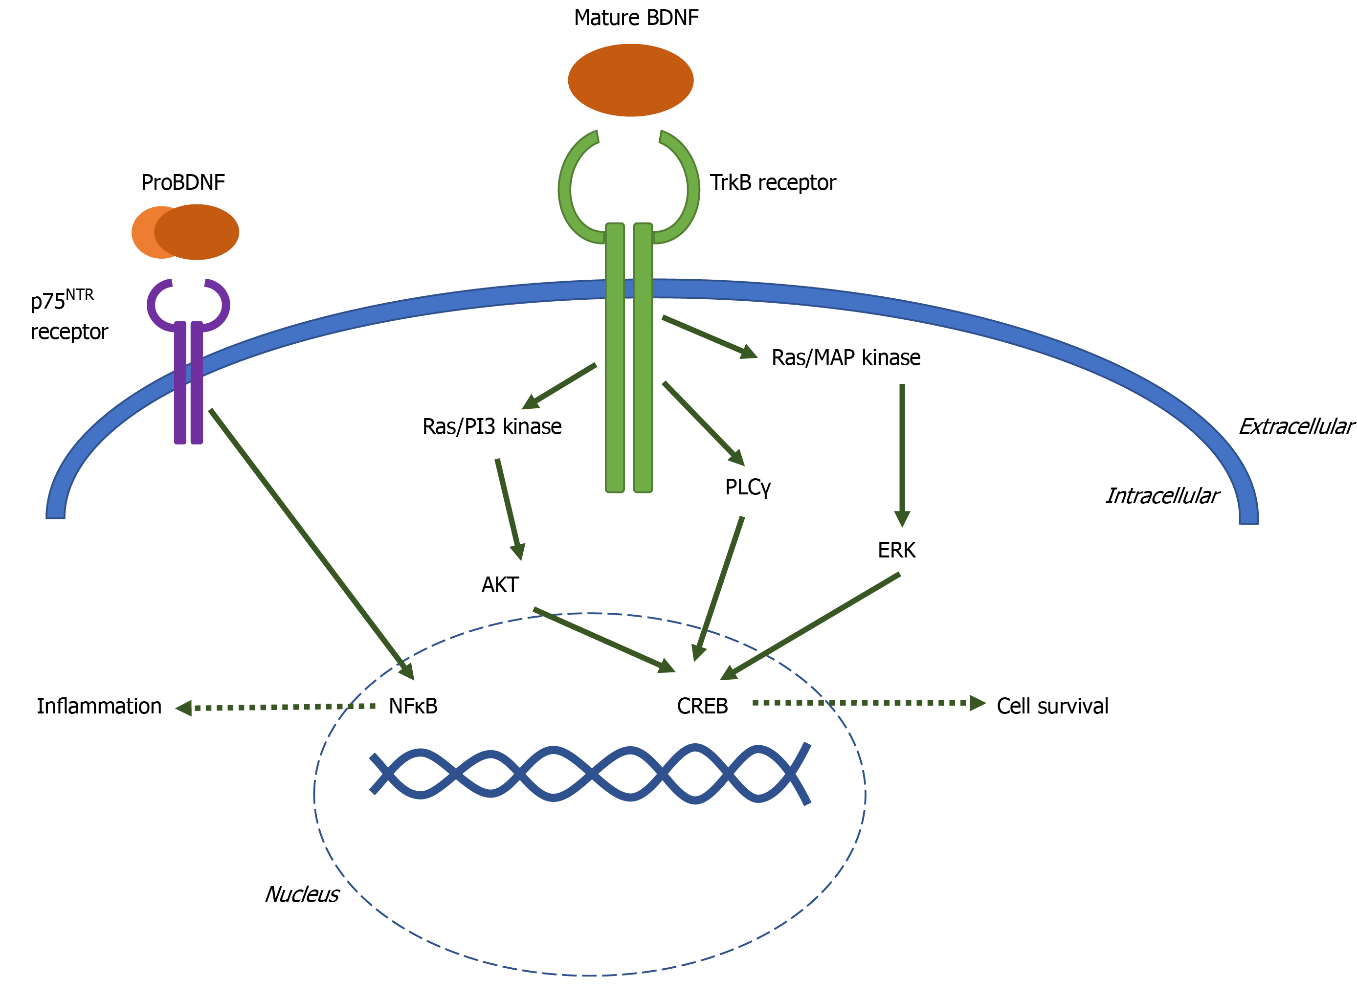 Mature BDNF
ProBDNF
TrkB receptor
p75NTR
receptor
Ras/MAP kinase
Ras/PI3 kinase
Extracellular
PLCγ
Intracellular
ERK
AKT
Inflammation
NFκB
CREB
Cell survival
Nucleus